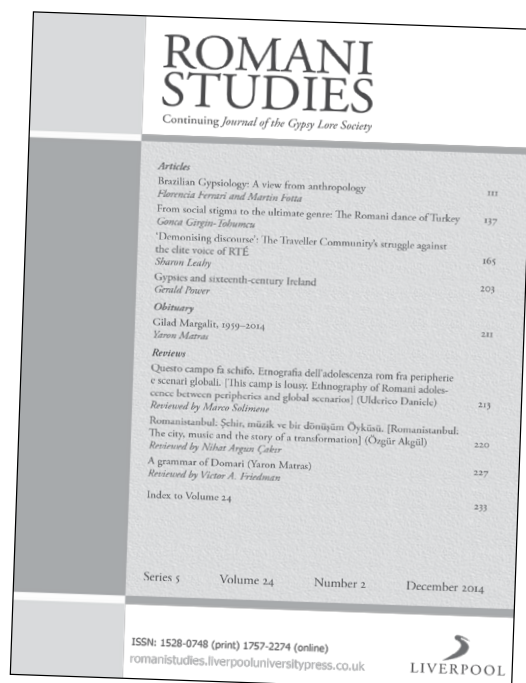 ROMANI
STUDIES
Continuing Journal of the Gypsy Lore Society
Articles
Brazilian Gypsiology: A view from anthropology 111
Florencia Ferrari and Martin Fotta
From social stigma to the ultimate genre: The Romani dance of Turkey 137
Gonca Girgin-Tohumcu
‘Demonising discourse’: The Traveller Community’s struggle against
the elite voice of RTÉ 165
Sharon Leahy
Gypsies and sixteenth-century Ireland 203
Gerald Power
Obituary
Gilad Margalit, 1959–2014 211
Yaron Matras
Reviews
Questo campo fa schifo. Etnografia dell’adolescenza rom fra periferie
e scenari globali. [This camp is lousy. Ethnography of Romani adoles-
cence between peripheries and global scenarios] (Ulderico Daniele) 213
Reviewed by Marco Solimene
Romanistanbul: Şehir, müzik ve bir dönüşüm Öyküsü. [Romanistanbul:
The city, music and the story of a transformation] (Özgür Akgül) 220
Reviewed by Nihat Argun Çakır
A grammar of Domari (Yaron Matras) 227
Reviewed by Victor A. Friedman
Index to Volume 24 233
Series 5 Volume 24 Number 2 December 2014
ISSN: 1528-0748 (print) 1757-2274 (online)
romanistudies.liverpooluniversitypress.co.uk
LIVERPOOL